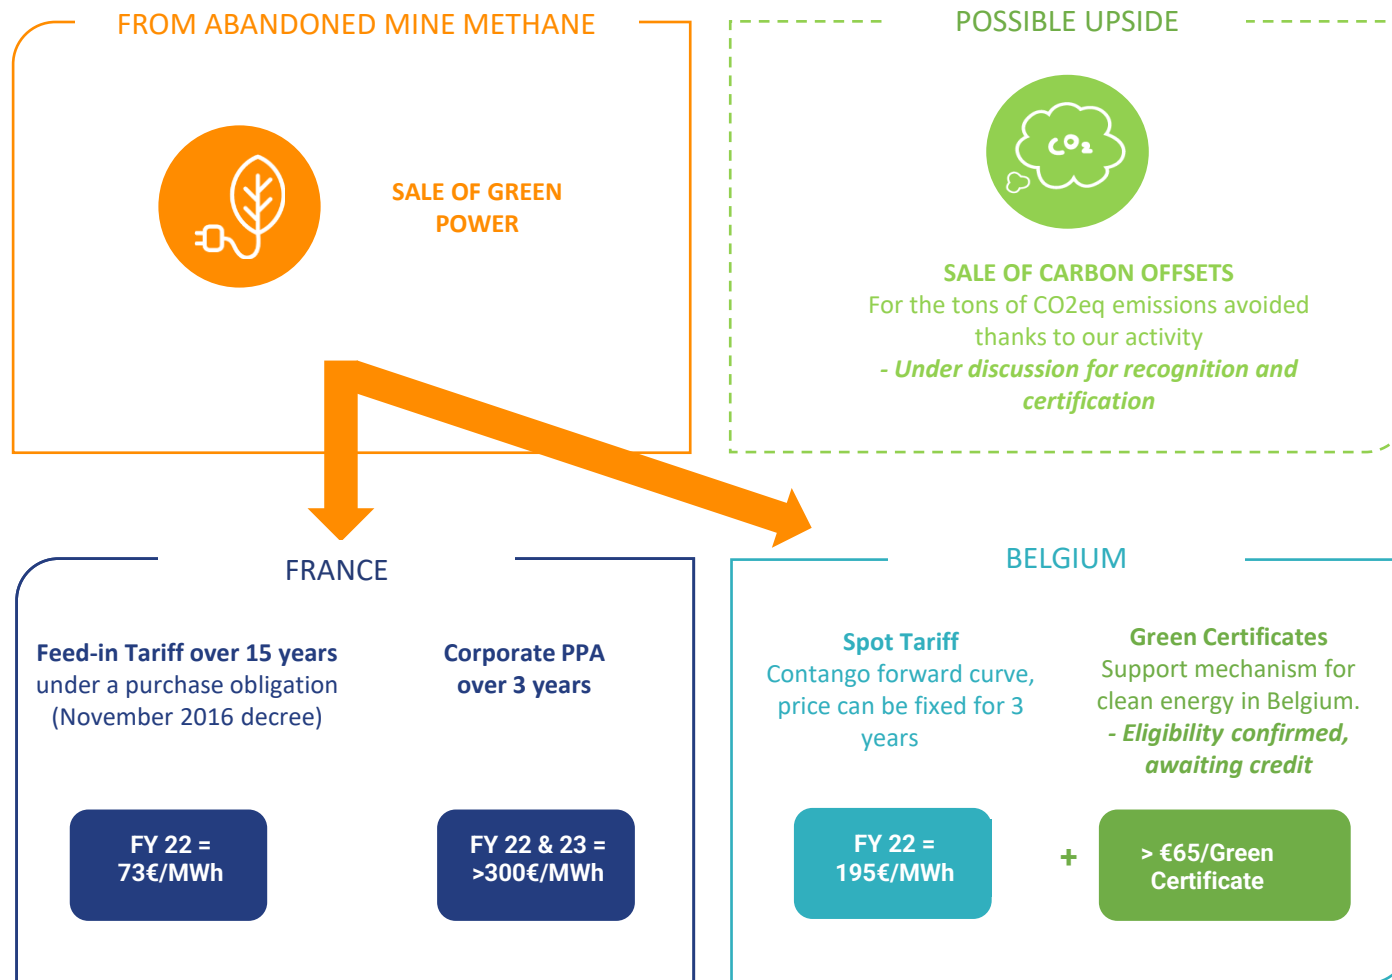 FROM ABANDONED MINE METHANE
SALE OF GREEN
POWER
POSSIBLE UPSIDE
CO2
SALE OF CARBON OFFSETS
For the tons of CO2eq emissions avoided
thanks to our activity
- Under discussion for recognition and
certification
FRANCE
Feed-in Tariff over 15 years
under a purchase obligation
(November 2016 decree)
FY 22 =
73€/MWh
Corporate PPA
over 3 years
FY 22 & 23 =
>300€/MWh
BELGIUM
Spot Tariff
Contango forward curve,
price can be fixed for 3
years
FY 22 =
195€/MWh
+
Green Certificates
Support mechanism for
clean energy in Belgium.
- Eligibility confirmed,
awaiting credit
> €65/Green
Certificate